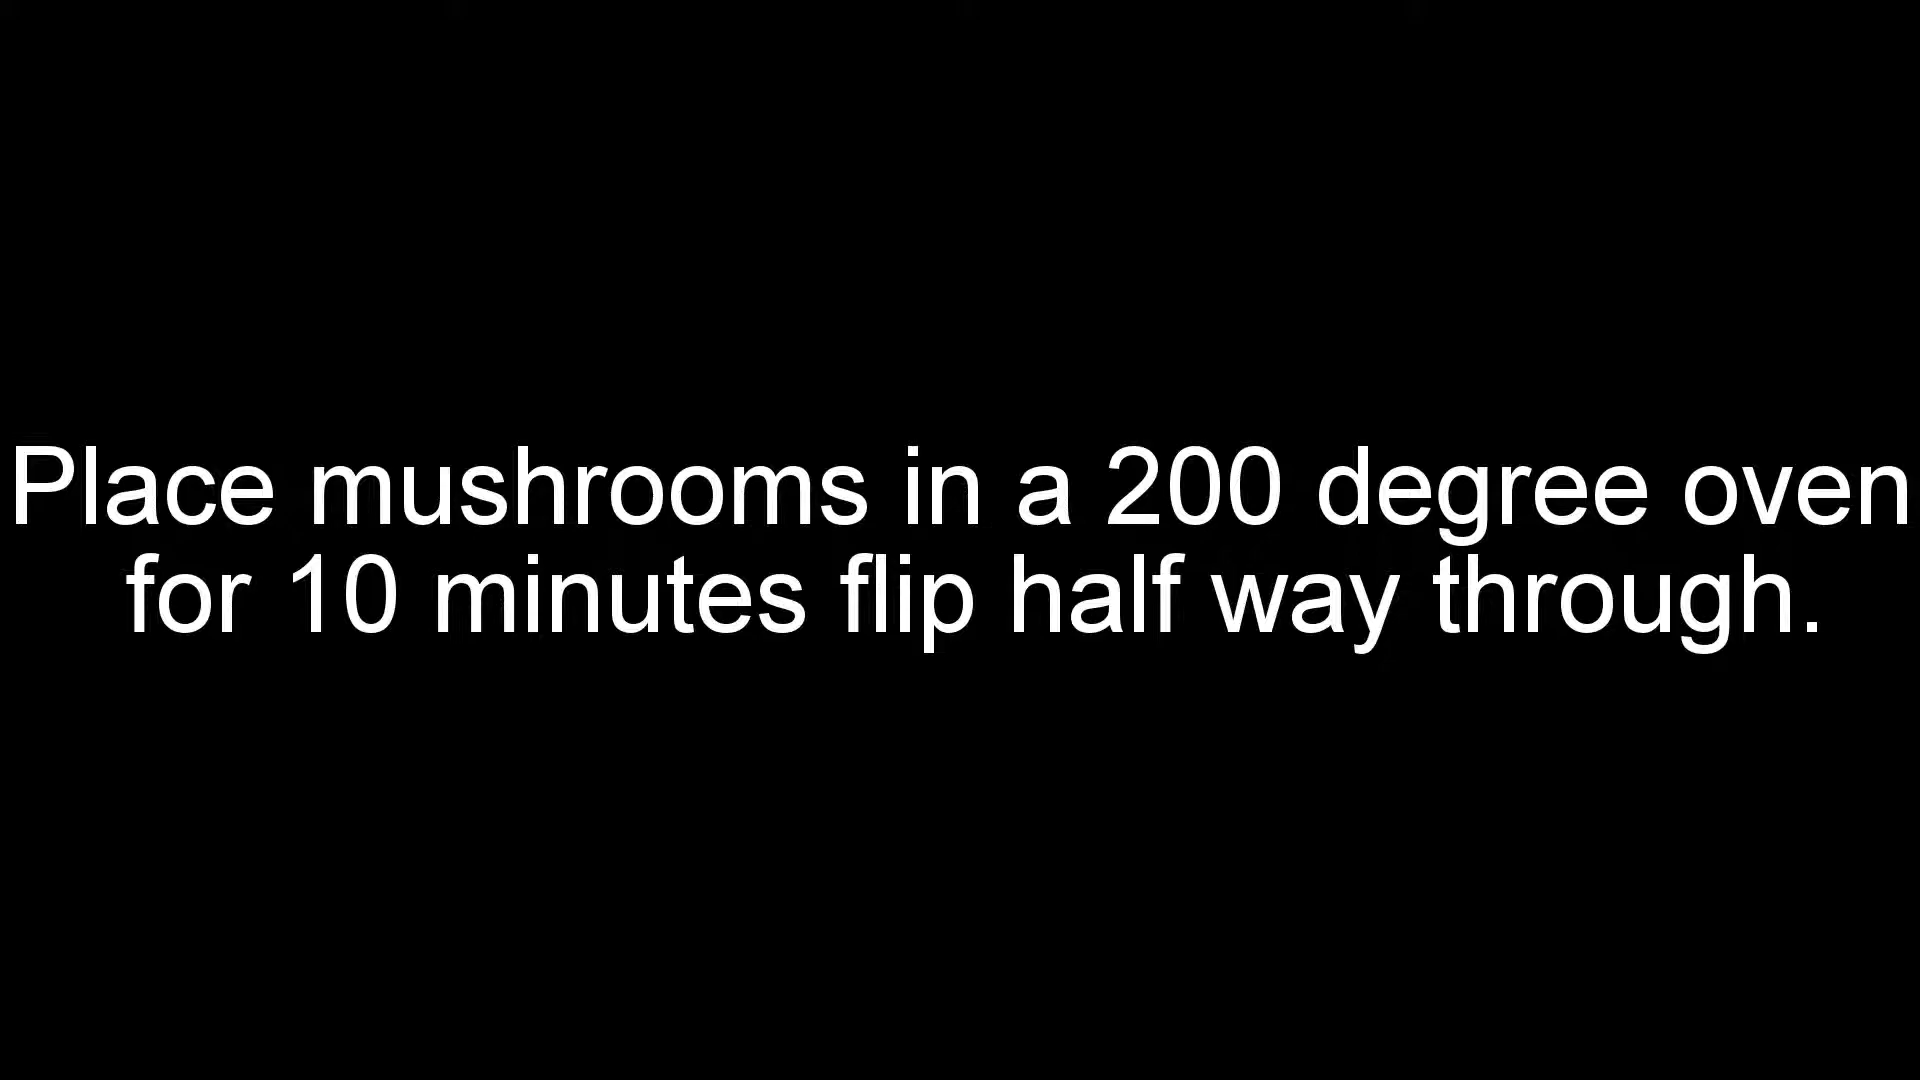 Place mushrooms in a 200 degree oven
for 10 minutes flip half way through.